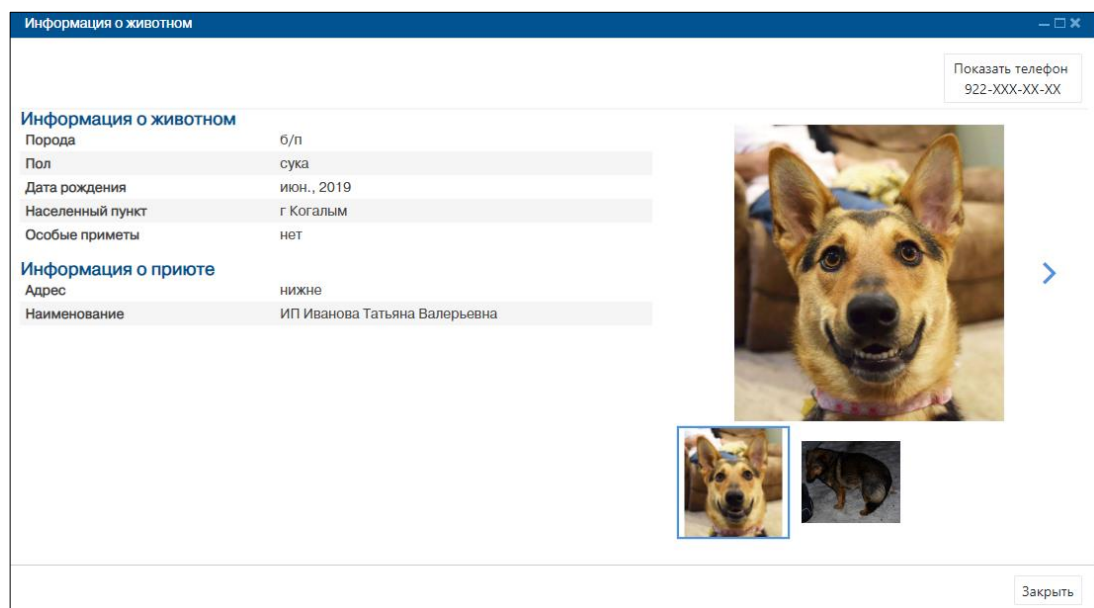 Информация о животном
Показать телефон
922-XXX-XX-XX
Информация о животном
Порода б/п
Пол сука
Дата рождения июн., 2019
Населенный пункт г Когалым
Особые приметы нет
Информация о приюте
Адрес нижне
Наименование ИП Иванова Татьяна Валерьевна
Закрыть